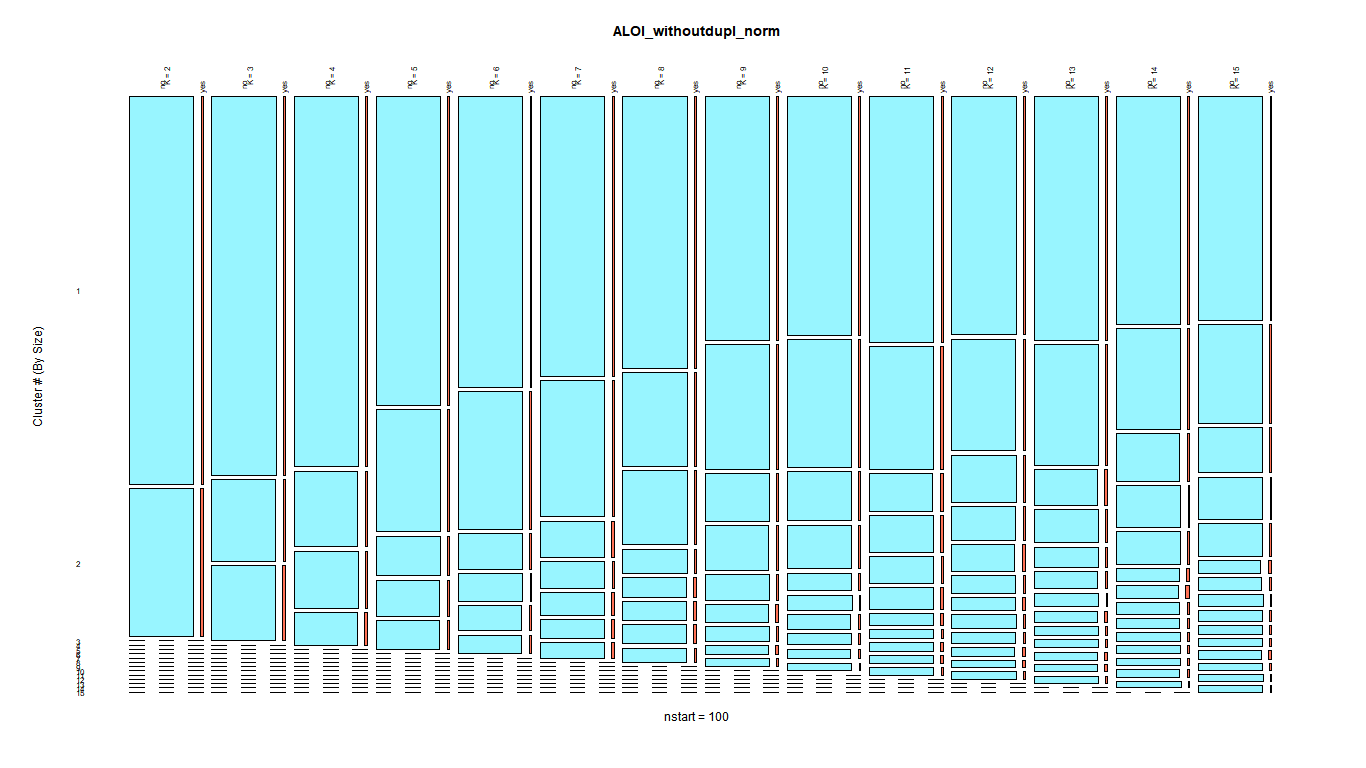 ALOI_withoutdupl_norm
no K = 2 yes no K = 3 yes no K = 4 yes no K = 5 yes no K = 6 yes no K = 7 yes no K = 8 yes no K = 9 yes no K = 10 yes no K = 11 yes no K = 12 yes no K = 13 yes no K = 14 yes no K = 15 yes
Cluster # (By Size)
1
2
3
15
nstart = 100